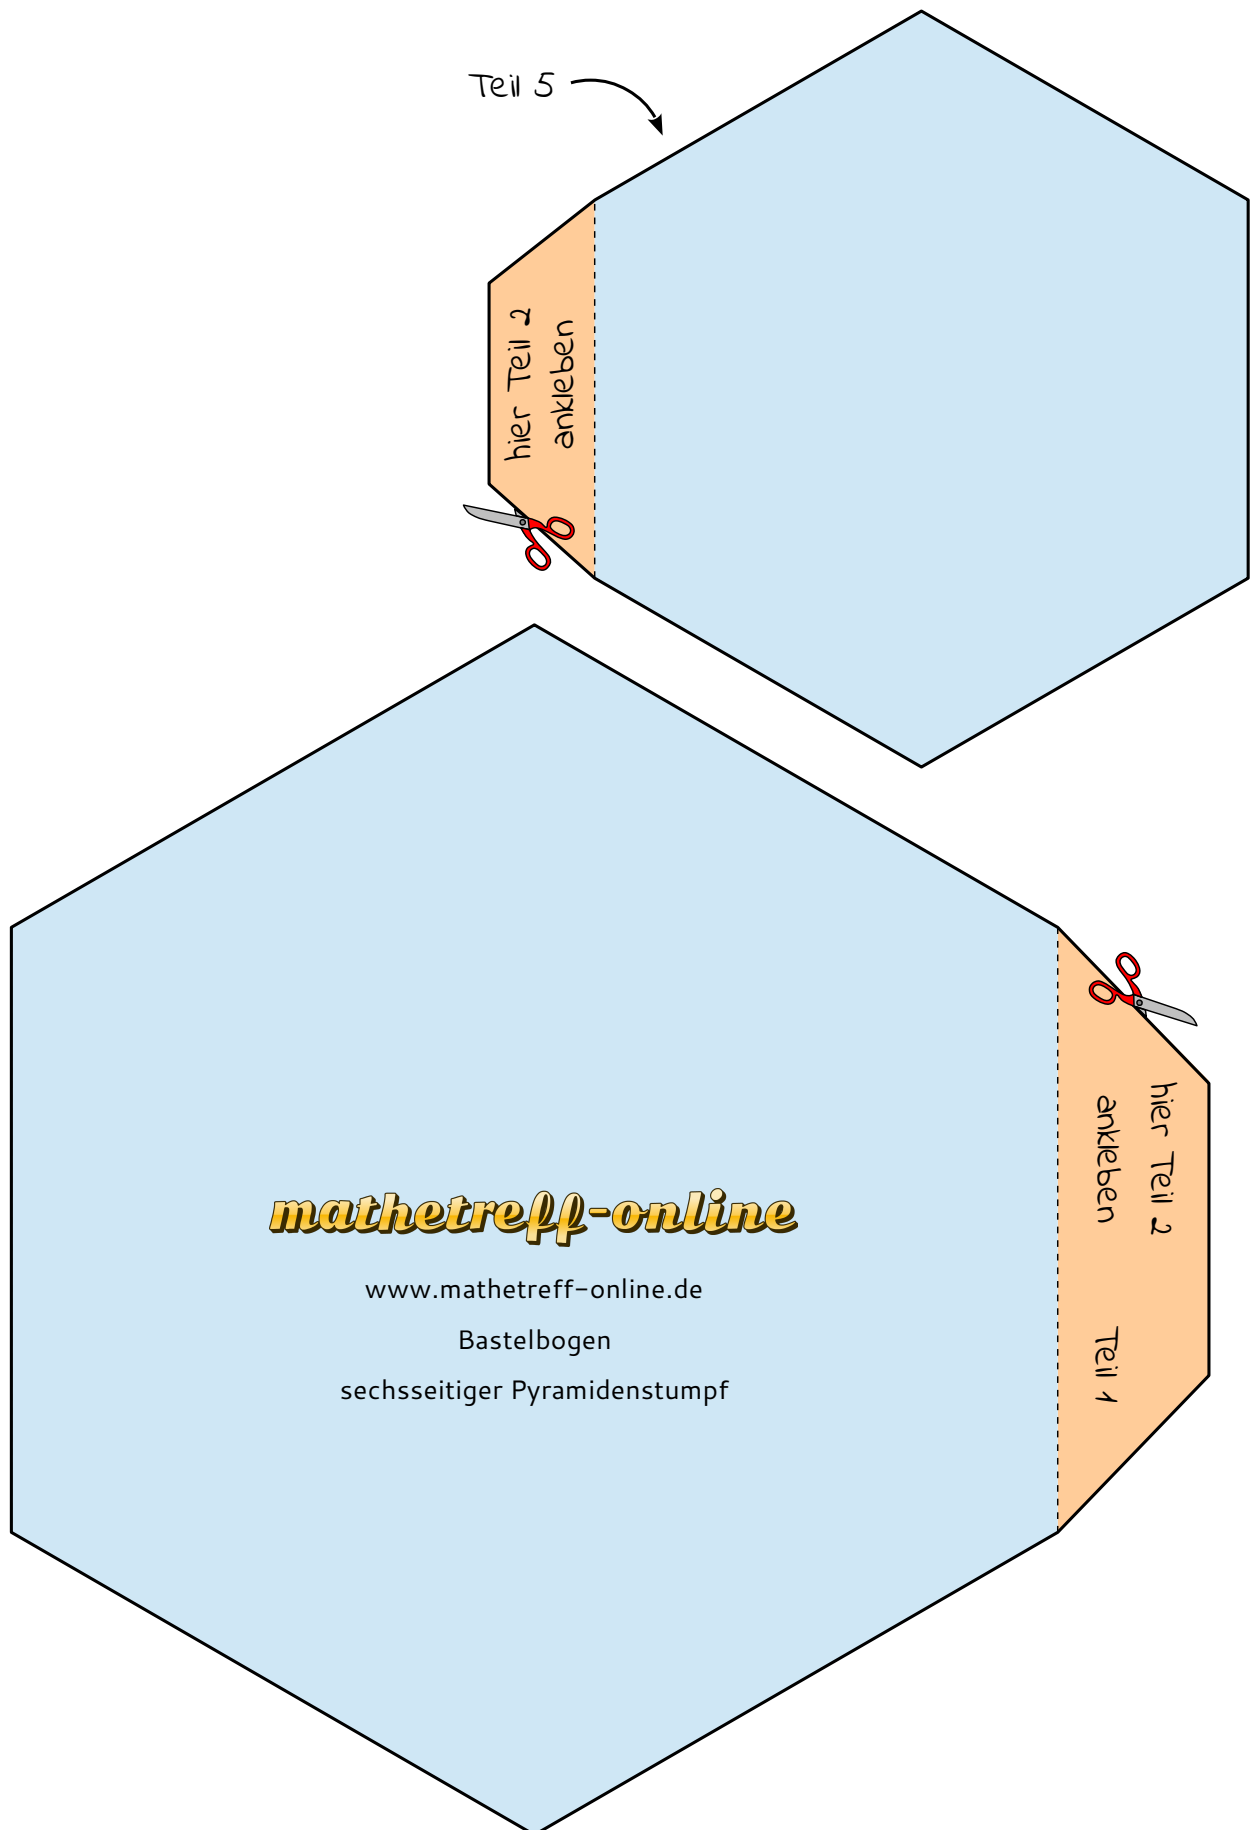 Teil 5
hier Teil 2
ankleben
mathetreff-online
www.mathetreff-online.de
Bastelbogen
sechsseitiger Pyramidenstumpf
hier Teil 2
ankleben
Teil 1